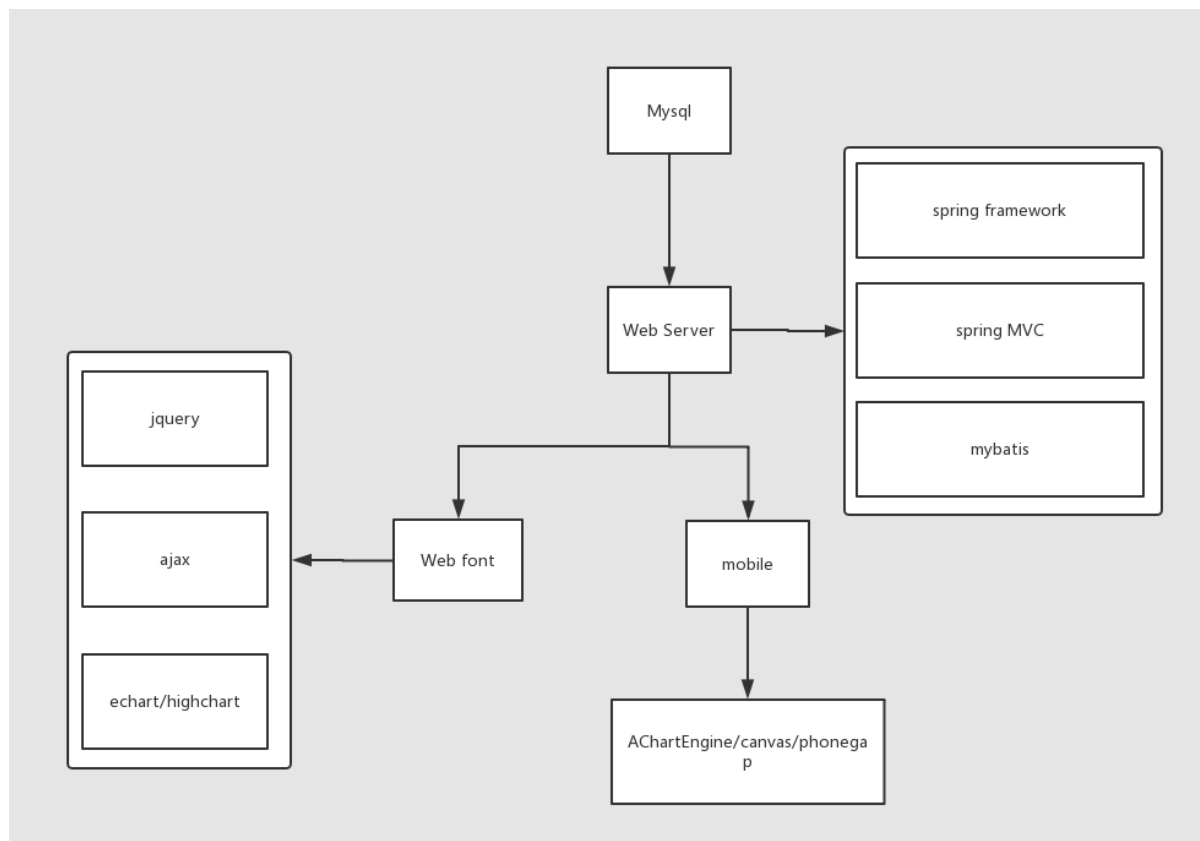 Mysql
spring framework
Web Server
spring MVC
jquery
mybatis
Web font
ajax
mobile
echart/highchart
AChartEngine/canvas/phonega
p